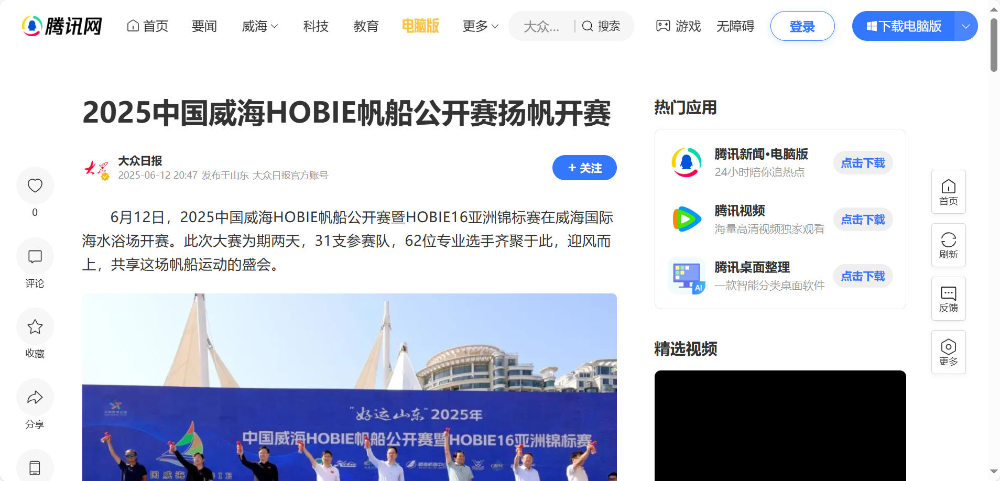 腾讯网
首页
要闻
威海
科技
教育
电脑版
更多
大众...
搜索
游戏
无障碍
登录
下载电脑版
2025中国威海HOBIE帆船公开赛扬帆开赛
大众日报
2025-06-12 20:47 发布于山东 大众日报官方账号
+ 关注
0
评论
收藏
分享
6月12日，2025中国威海HOBIE帆船公开赛暨HOBIE16亚洲锦标赛在威海国际
海水浴场开赛。此次大赛为期两天，31支参赛队，62位专业选手齐聚于此，迎风而
上，共享这场帆船运动的盛会。
“好运山东”2025年
中国威海HOBIE帆船公开赛暨HOBIE16亚洲锦标赛
Hobie
国威海
热门应用
腾讯新闻•电脑版
24小时陪你追热点
点击下载
腾讯视频
海量高清视频独家观看
点击下载
AI
腾讯桌面整理
一款智能分类桌面软件
点击下载
精选视频
首页
刷新
反馈
更多